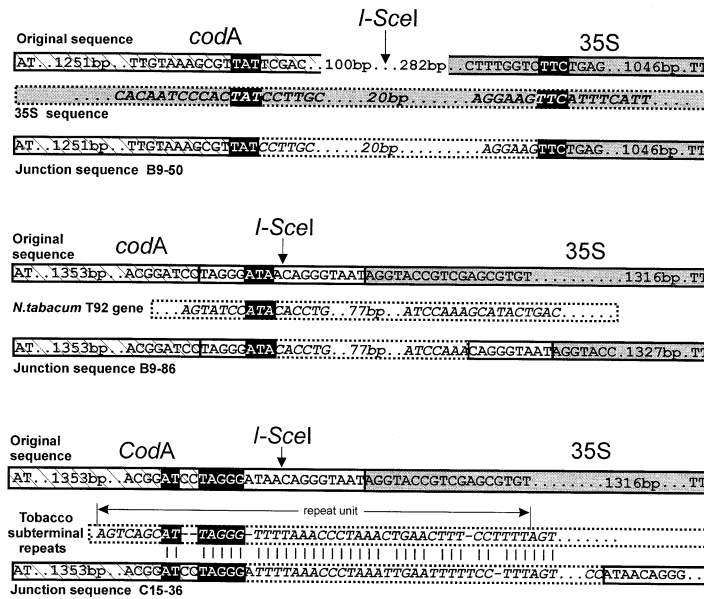 codA I-SceI 35S
Original sequence
AT..1251bp..TTGTAAAGCGTTATTCGAC...100bp...282bp..CTTTGGTCTTCTGAG...1046bp.TT
....CACAATCCCACTATCCTTGC....20bp......AGGAAGTTCATTTCATT....
35S sequence
AT..1251bp..TTGTAAAGCGTTATCCTTGC.....20bp.......AGGAAGTTCTGAG...1046bp.TT
Junction sequence B9-50
Original
sequence codA I-SceI 35S
AT..1353bp..ACGGATCCTAGGGATAACAGGGTAATAGGTACCGTCGAGCGTGT..........1316bp..TT
N.tabacum T92 gene ...AGTATCCATACACCTG..77bp..ATCCAAAGCATACTGAC......
AT..1353bp..ACGGATCCTAGGGATACACCTG..77bp..ATCCAAACAGGGTAATAGGTACC.1327bp.TT
Junction sequence B9-86
Original
sequence CodA I-SceI 35S
AT..1353bp..ACGGATCCTAGGGATAACAGGGTAATAGGTACCGTCGAGCGTGT.........1316bp..TT
repeat unit
Tobacco
subterminal
repeats
.AGTCAGCAT--TAGGG-TTTTAAACCCTAAACTGAACTTT-CCTTTTAGT.......
AT..1353bp..ACGGATCCTAGGGATTTTAAACCCTAAATTGAATTTTTCC-TTTAGT...CCATAACAGGG...
Junction sequence C15-36